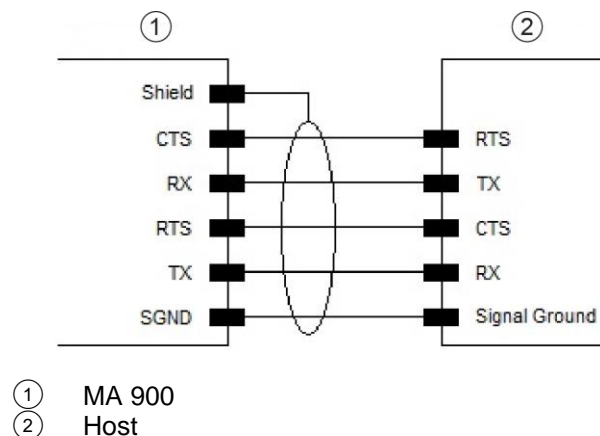 ① ②
Shield
CTS RTS
RX TX
RTS CTS
TX RX
SGND Signal Ground
① MA 900
② Host